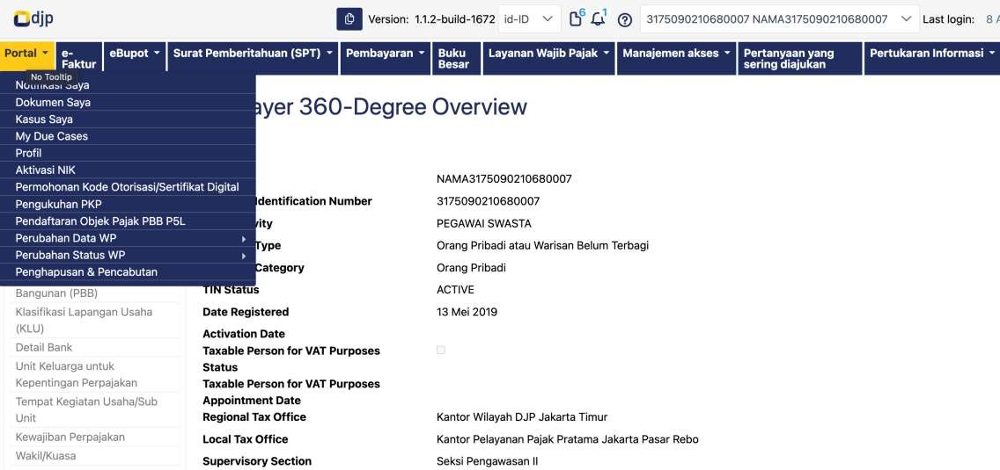 djp
Version: 1.1.2-build-1672
id-ID
6
1
3175090210680007 NAMA3175090210680007
Last login: 8
Portal
e-Faktur
eBupot
Surat Pemberitahuan (SPT)
Pembayaran
Buku Besar
Layanan Wajib Pajak
Manajemen akses
Pertanyaan yang sering diajukan
Pertukaran Informasi
No Tooltip
Notifikasi Saya
Dokumen Saya
Kasus Saya
My Due Cases
Profil
Aktivasi NIK
Permohonan Kode Otorisasi/Sertifikat Digital
Pengukuhan PKP
Pendaftaran Objek Pajak PBB P5L
Perubahan Data WP
Perubahan Status WP
Penghapusan & Pencabutan
Bangunan (PBB)
Klasifikasi Lapangan Usaha
(KLU)
Detail Bank
Unit Keluarga untuk
Kepentingan Perpajakan
Tempat Kegiatan Usaha/Sub
Unit
Kewajiban Perpajakan
Wakil/Kuasa
ayer 360-Degree Overview
NAMA3175090210680007
dentification Number 3175090210680007
vity PEGAWAI SWASTA
Type Orang Pribadi atau Warisan Belum Terbagi
Category Orang Pribadi
TIN Status ACTIVE
Date Registered 13 Mei 2019
Activation Date
Taxable Person for VAT Purposes
Status
Taxable Person for VAT Purposes
Appointment Date
Regional Tax Office Kantor Wilayah DJP Jakarta Timur
Local Tax Office Kantor Pelayanan Pajak Pratama Jakarta Pasar Rebo
Supervisory Section Seksi Pengawasan II